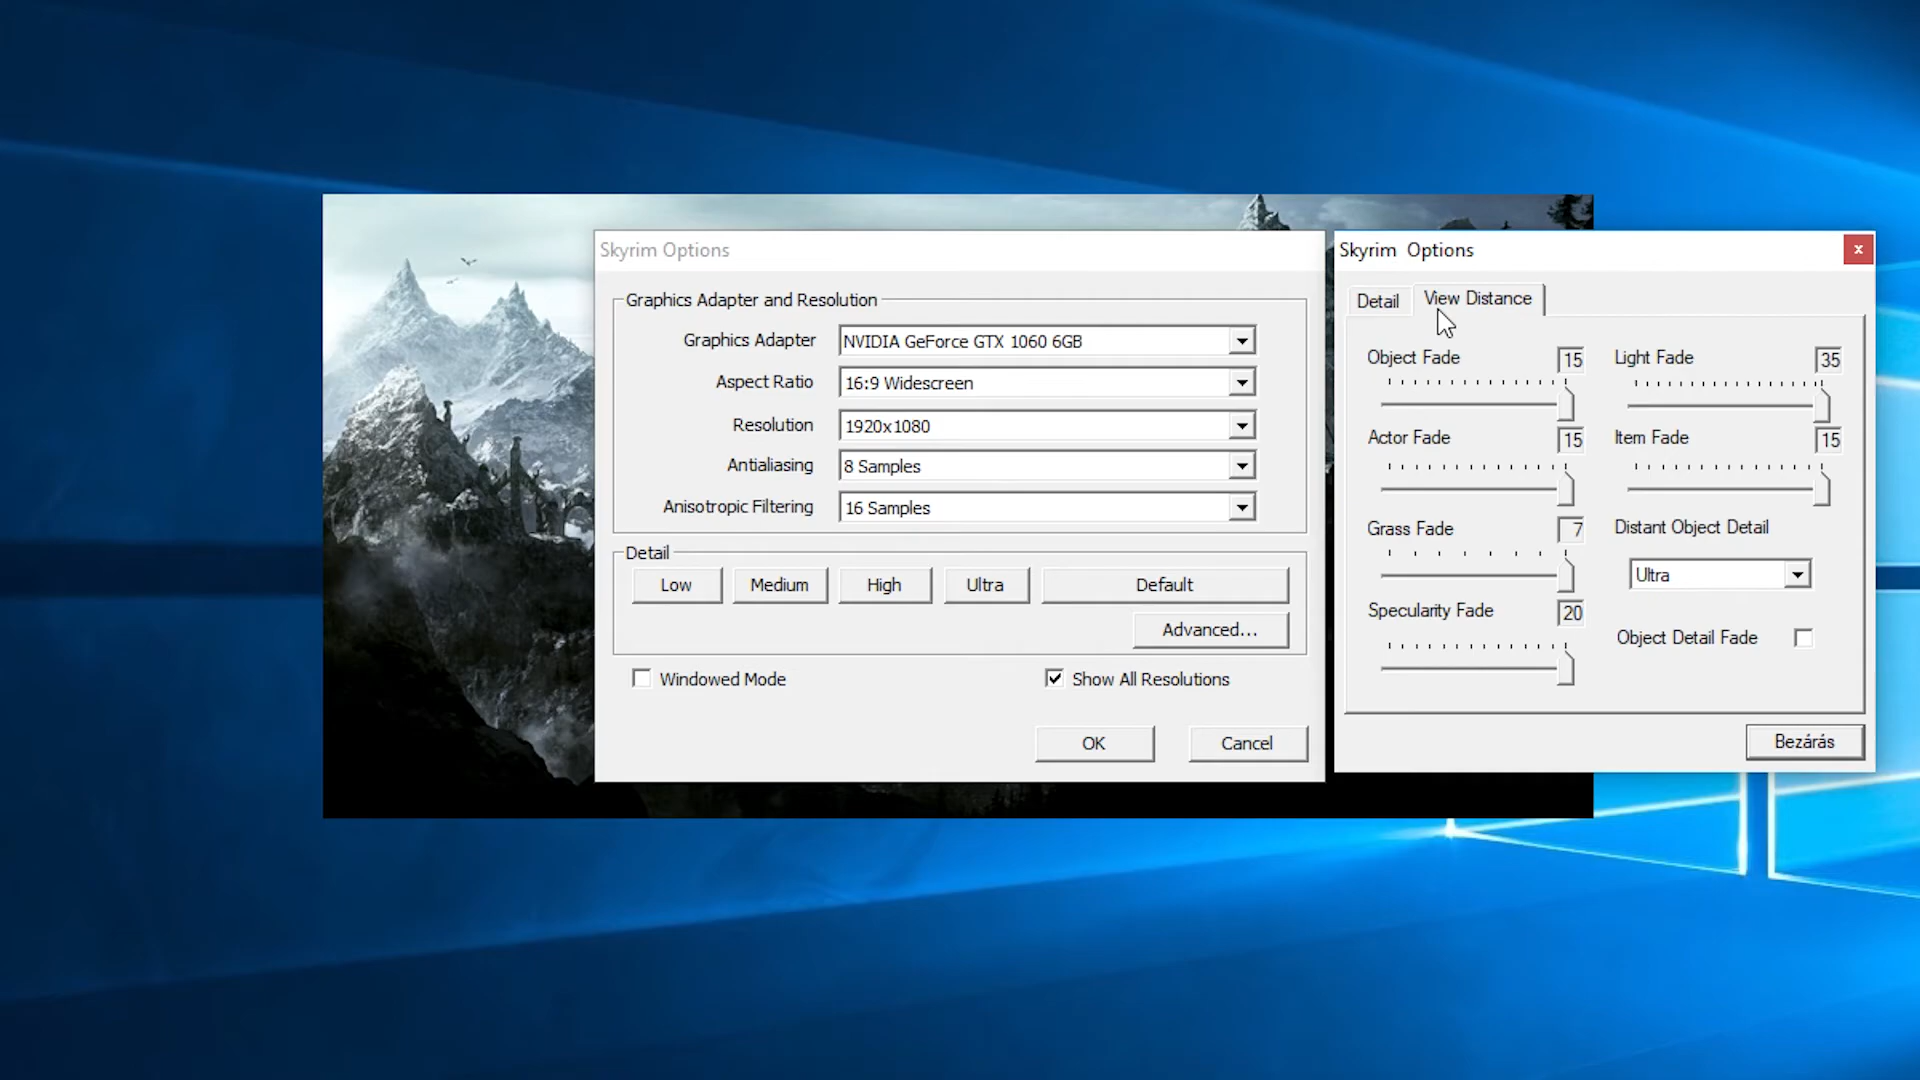 Skyrim Options
Graphics Adapter and Resolution
Graphics Adapter NVIDIA GeForce GTX 1060 6GB
Aspect Ratio 16:9 Widescreen
Resolution 1920x1080
Antialiasing 8 Samples
Anisotropic Filtering 16 Samples
Detail
Low Medium High Ultra Default
Advanced...
Windowed Mode Show All Resolutions
OK Cancel
Skyrim Options x
Detail View Distance
Object Fade 15 Light Fade 35
Actor Fade 15 Item Fade 15
Grass Fade 7 Distant Object Detail
Ultra
Specularity Fade 20
Object Detail Fade
Bezárás